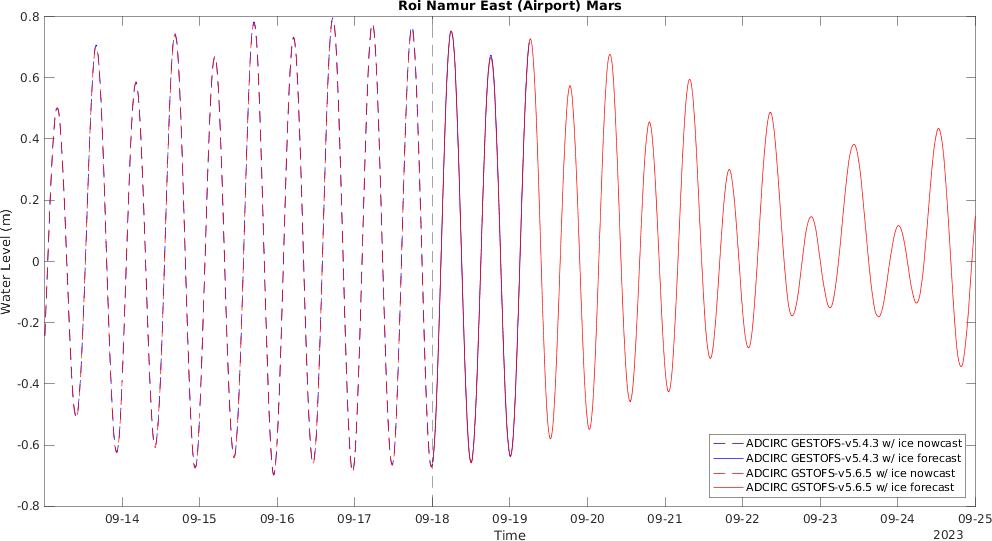 Roi Namur East (Airport) Mars
Water Level (m)
0.8
0.6
0.4
0.2
0
-0.2
-0.4
-0.6
-0.8
ADCIRC GESTOFS-v5.4.3 w/ ice nowcast
ADCIRC GESTOFS-v5.4.3 w/ ice forecast
ADCIRC GSTOFS-v5.6.5 w/ ice nowcast
ADCIRC GSTOFS-v5.6.5 w/ ice forecast
09-14 09-15 09-16 09-17 09-18 09-19 09-20 09-21 09-22 09-23 09-24 09-25
Time
2023